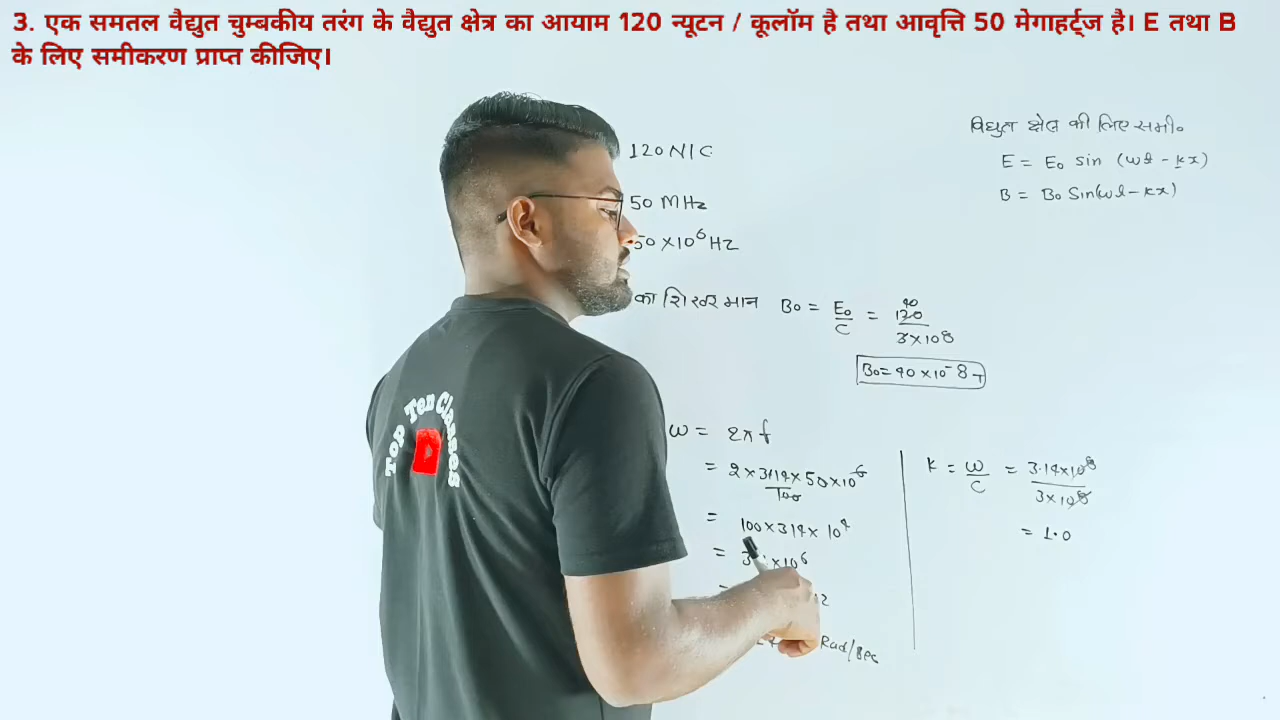 3. एक समतल वैद्युत चुम्बकीय तरंग के वैद्युत क्षेत्र का आयाम 120 न्यूटन / कूलॉम है तथा आवृत्ति 50 मेगाहर्ट्ज है। E तथा B
के लिए समीकरण प्राप्त कीजिए।
विद्युत क्षेत्र की लिए समी०
E = E₀ sin (ωt - kx)
B = B₀ Sin(ωt - kx)
120 N/C
50 MHz
50×10⁶ Hz
का शिखर मान B₀ = E₀/C = 120/3×10⁸
40
B₀ = 40 × 10⁻⁸ T
ω = 2πf
= 2 × 314/100 × 50 × 10⁶
= 100 × 314 × 10⁴
×10⁶
Rad/Sec
K = ω/C = 3.14×10⁸/3×10⁸
= 1.0
Top Ten Classes